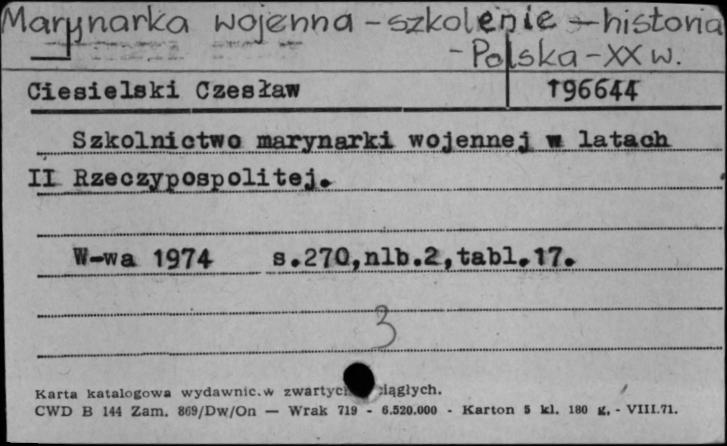 Marynarka wojenna - szkolenie - historia
- Polska - XX w.
Ciesielski Czesław 196644
Szkolnictwo marynarki wojennej w latach
II Rzeczypospolitej.
W-wa 1974 s.270,nlb.2,tabl.17.
3
Karta katalogowa wydawnic.w ciągłych.
CWD B 144 Zam. 869/Dw/On — Wrak 719 - 6.520.000 - Karton 5 kl. 180 g. - VIII.71.